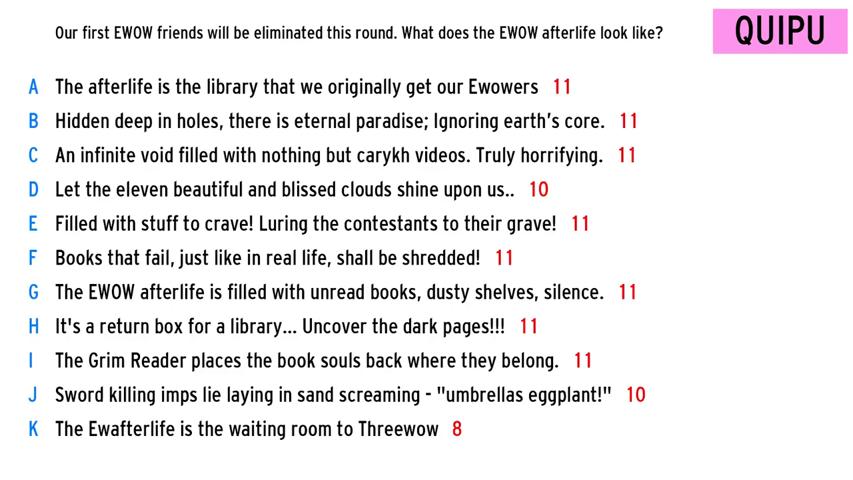 Our first EWOW friends will be eliminated this round. What does the EWOW afterlife look like?
QUIPU
A The afterlife is the library that we originally get our Ewowers 11
B Hidden deep in holes, there is eternal paradise; Ignoring earth's core. 11
C An infinite void filled with nothing but carykh videos. Truly horrifying. 11
D Let the eleven beautiful and blissed clouds shine upon us.. 10
E Filled with stuff to crave! Luring the contestants to their grave! 11
F Books that fail, just like in real life, shall be shredded! 11
G The EWOW afterlife is filled with unread books, dusty shelves, silence. 11
H It's a return box for a library... Uncover the dark pages!!! 11
I The Grim Reader places the book souls back where they belong. 11
J Sword killing imps lie laying in sand screaming - "umbrellas eggplant!" 10
K The Ewafterlife is the waiting room to Threewow 8